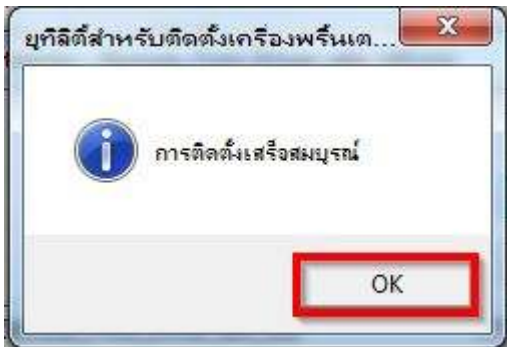 ยูทิลิตี้สำหรับติดตั้งเครื่องพริ้นเต...
การติดตั้งเสร็จสมบูรณ์
OK